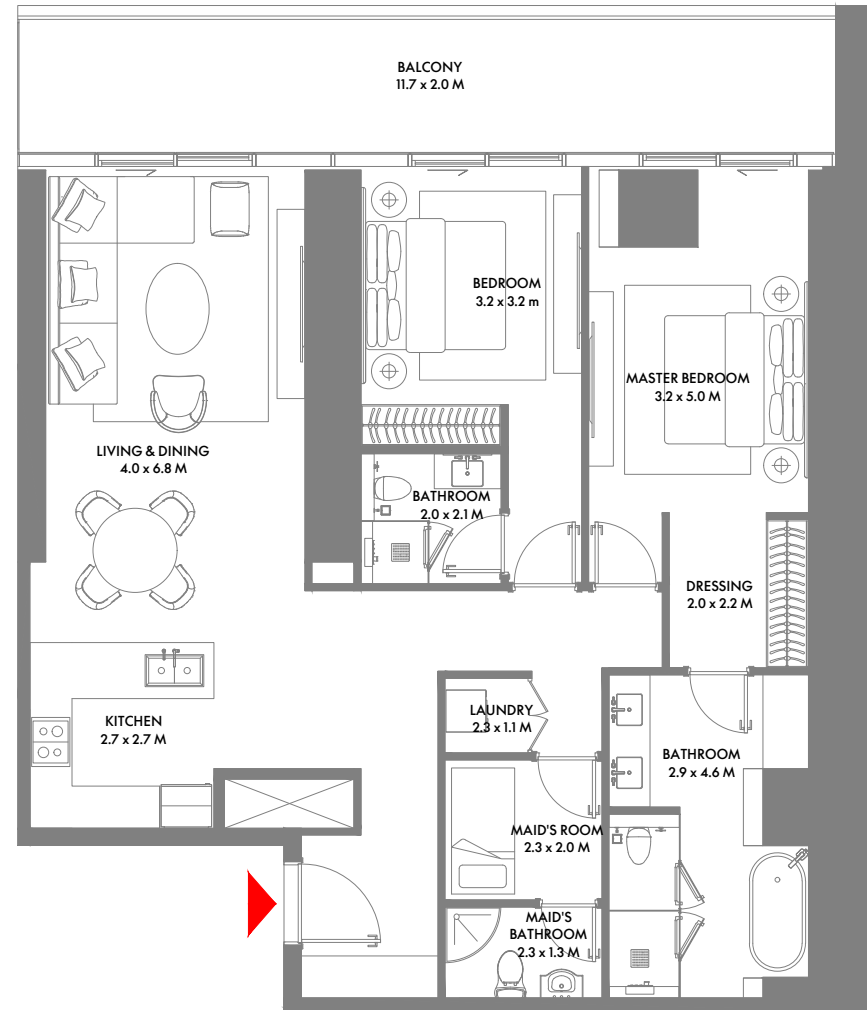 BALCONY
11.7 x 2.0 M
BEDROOM
3.2 x 3.2 m
MASTER BEDROOM
3.2 x 5.0 M
LIVING & DINING
4.0 x 6.8 M
BATHROOM
2.0 x 2.1 M
DRESSING
2.0 x 2.2 M
KITCHEN
2.7 x 2.7 M
LAUNDRY
2.3 x 1.1 M
BATHROOM
2.9 x 4.6 M
MAID'S ROOM
2.3 x 2.0 M
MAID'S
BATHROOM
2.3 x 1.3 M